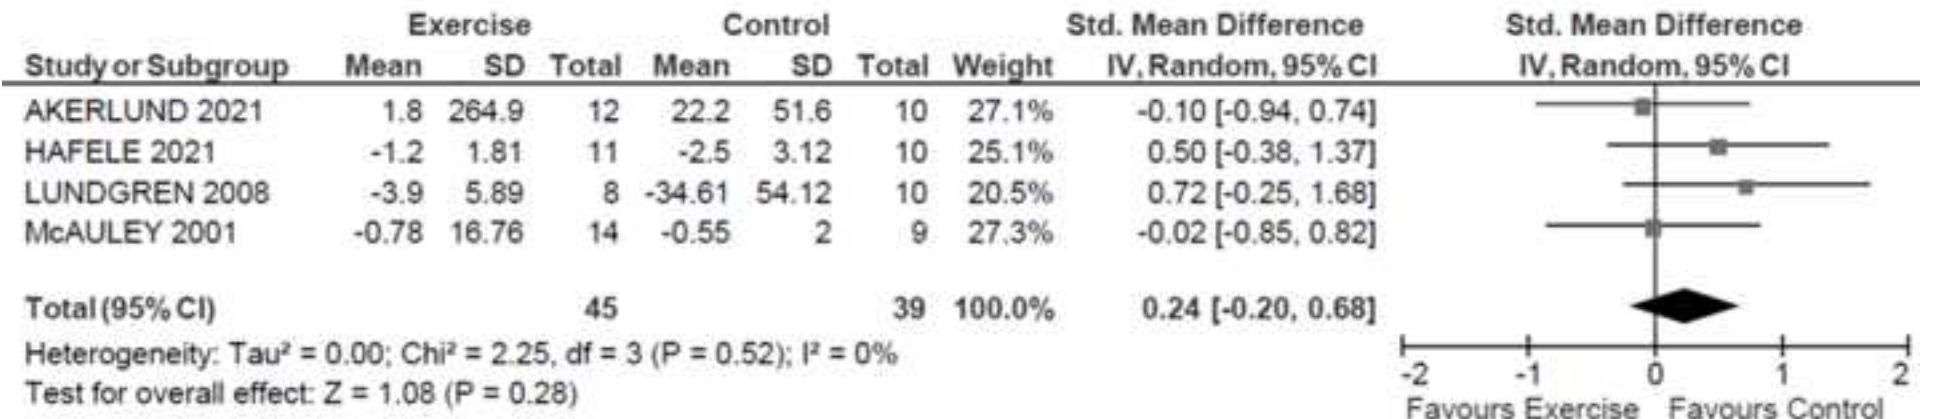 Exercise Control Std. Mean Difference Std. Mean Difference
Study or Subgroup Mean SD Total Mean SD Total Weight IV, Random, 95% CI IV, Random, 95% CI
AKERLUND 2021 1.8 264.9 12 22.2 51.6 10 27.1% -0.10 [-0.94, 0.74]
HAFELE 2021 -1.2 1.81 11 -2.5 3.12 10 25.1% 0.50 [-0.38, 1.37]
LUNDGREN 2008 -3.9 5.89 8 -34.61 54.12 10 20.5% 0.72 [-0.25, 1.68]
McAULEY 2001 -0.78 16.76 14 -0.55 2 9 27.3% -0.02 [-0.85, 0.82]
Total (95% CI) 45 39 100.0% 0.24 [-0.20, 0.68]
Heterogeneity: Tau² = 0.00; Chi² = 2.25, df = 3 (P = 0.52); I² = 0%
Test for overall effect: Z = 1.08 (P = 0.28)
-2 -1 0 1 2
Favours Exercise Favours Control